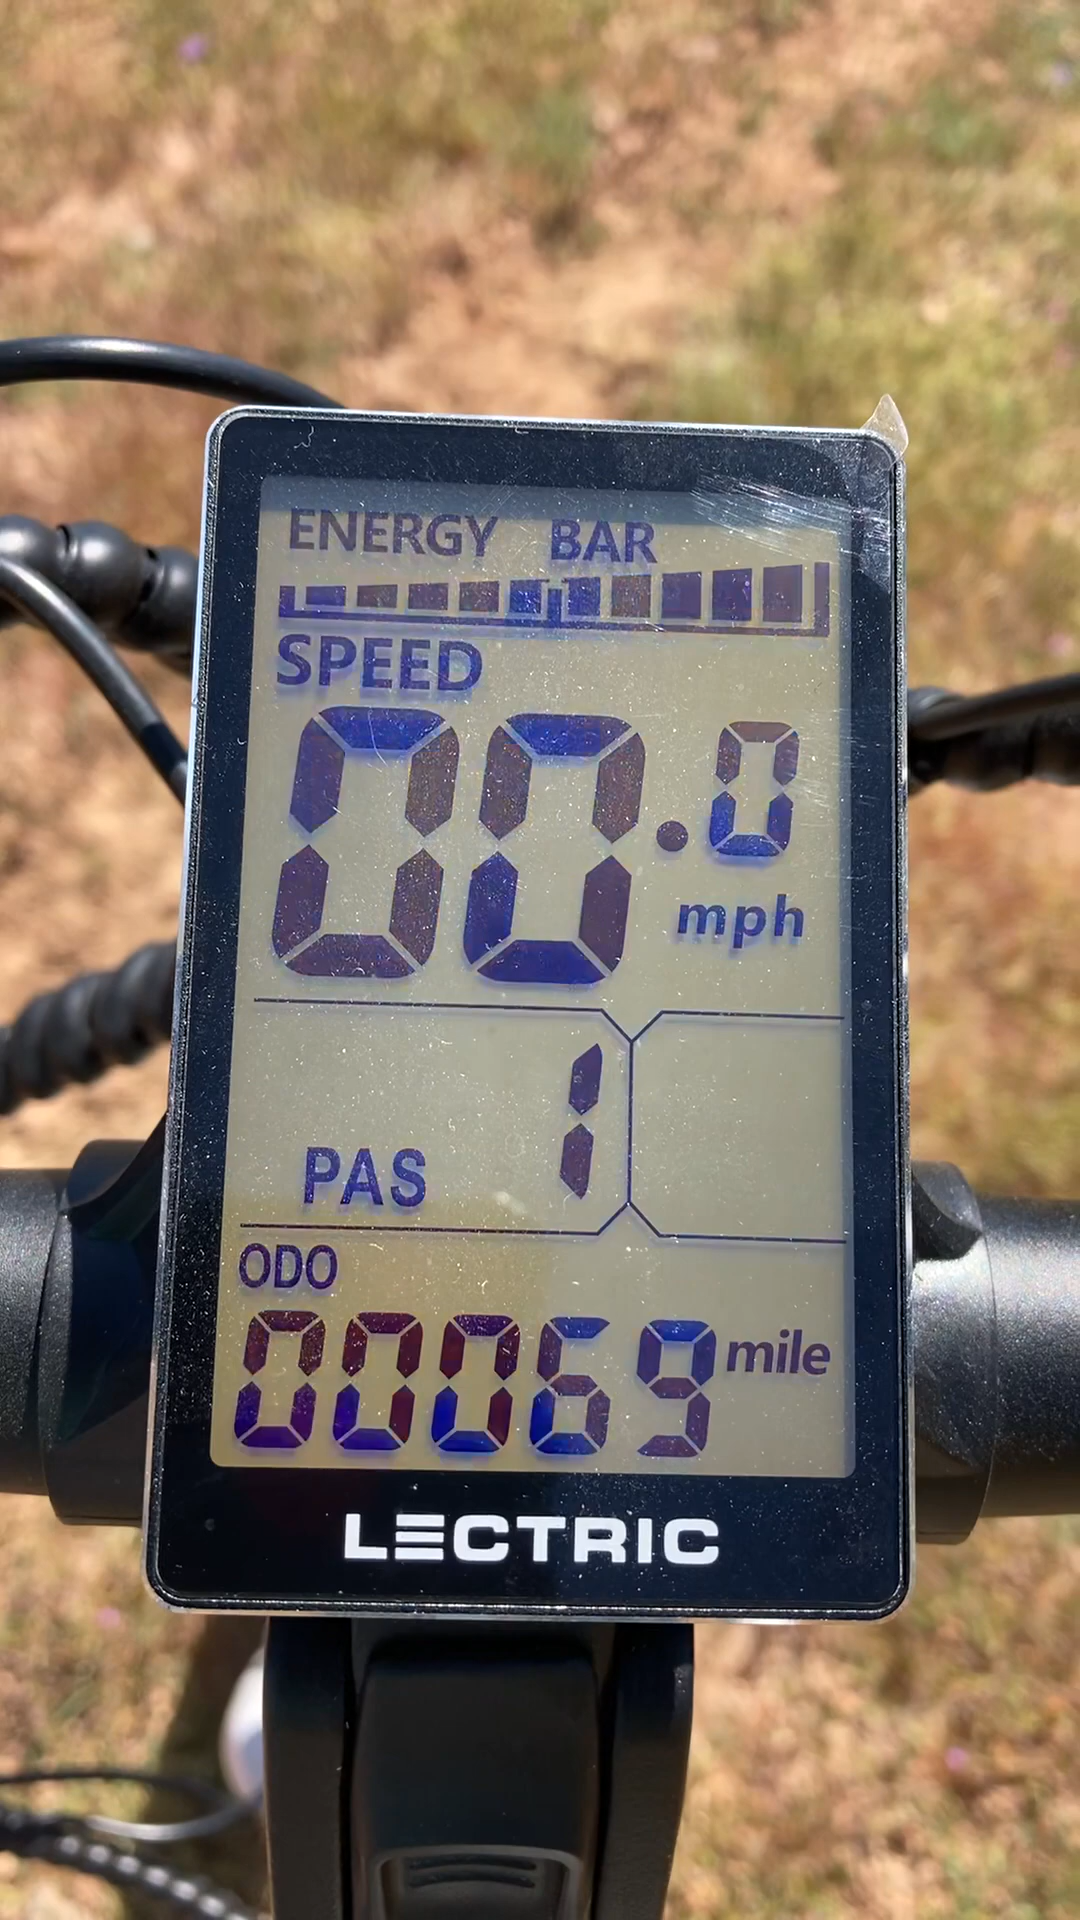 ENERGY BAR
SPEED
00.0
mph
PAS 1
ODO
00069 mile
LECTRIC